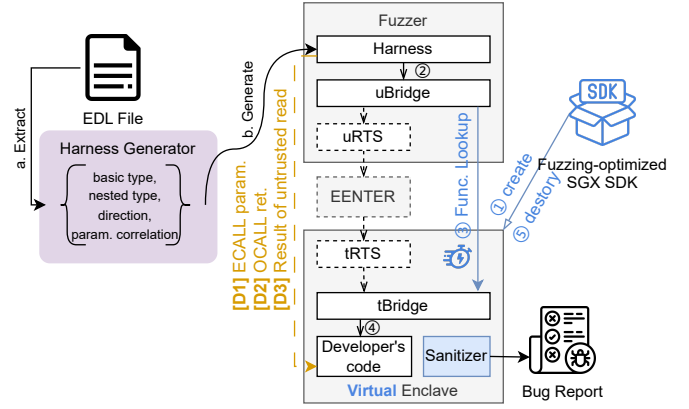 EDL File
a. Extract
Harness Generator
basic type,
nested type,
direction,
param. correlation
b. Generate
[D1] ECALL param.
[D2] OCALL ret.
[D3] Result of untrusted read
Fuzzer
Harness
②
uBridge
uRTS
EENTER
③ Func. Lookup
tRTS
tBridge
④
Developer's
code
Sanitizer
Virtual Enclave
SDK
Fuzzing-optimized
SGX SDK
① create
⑤ destory
Bug Report